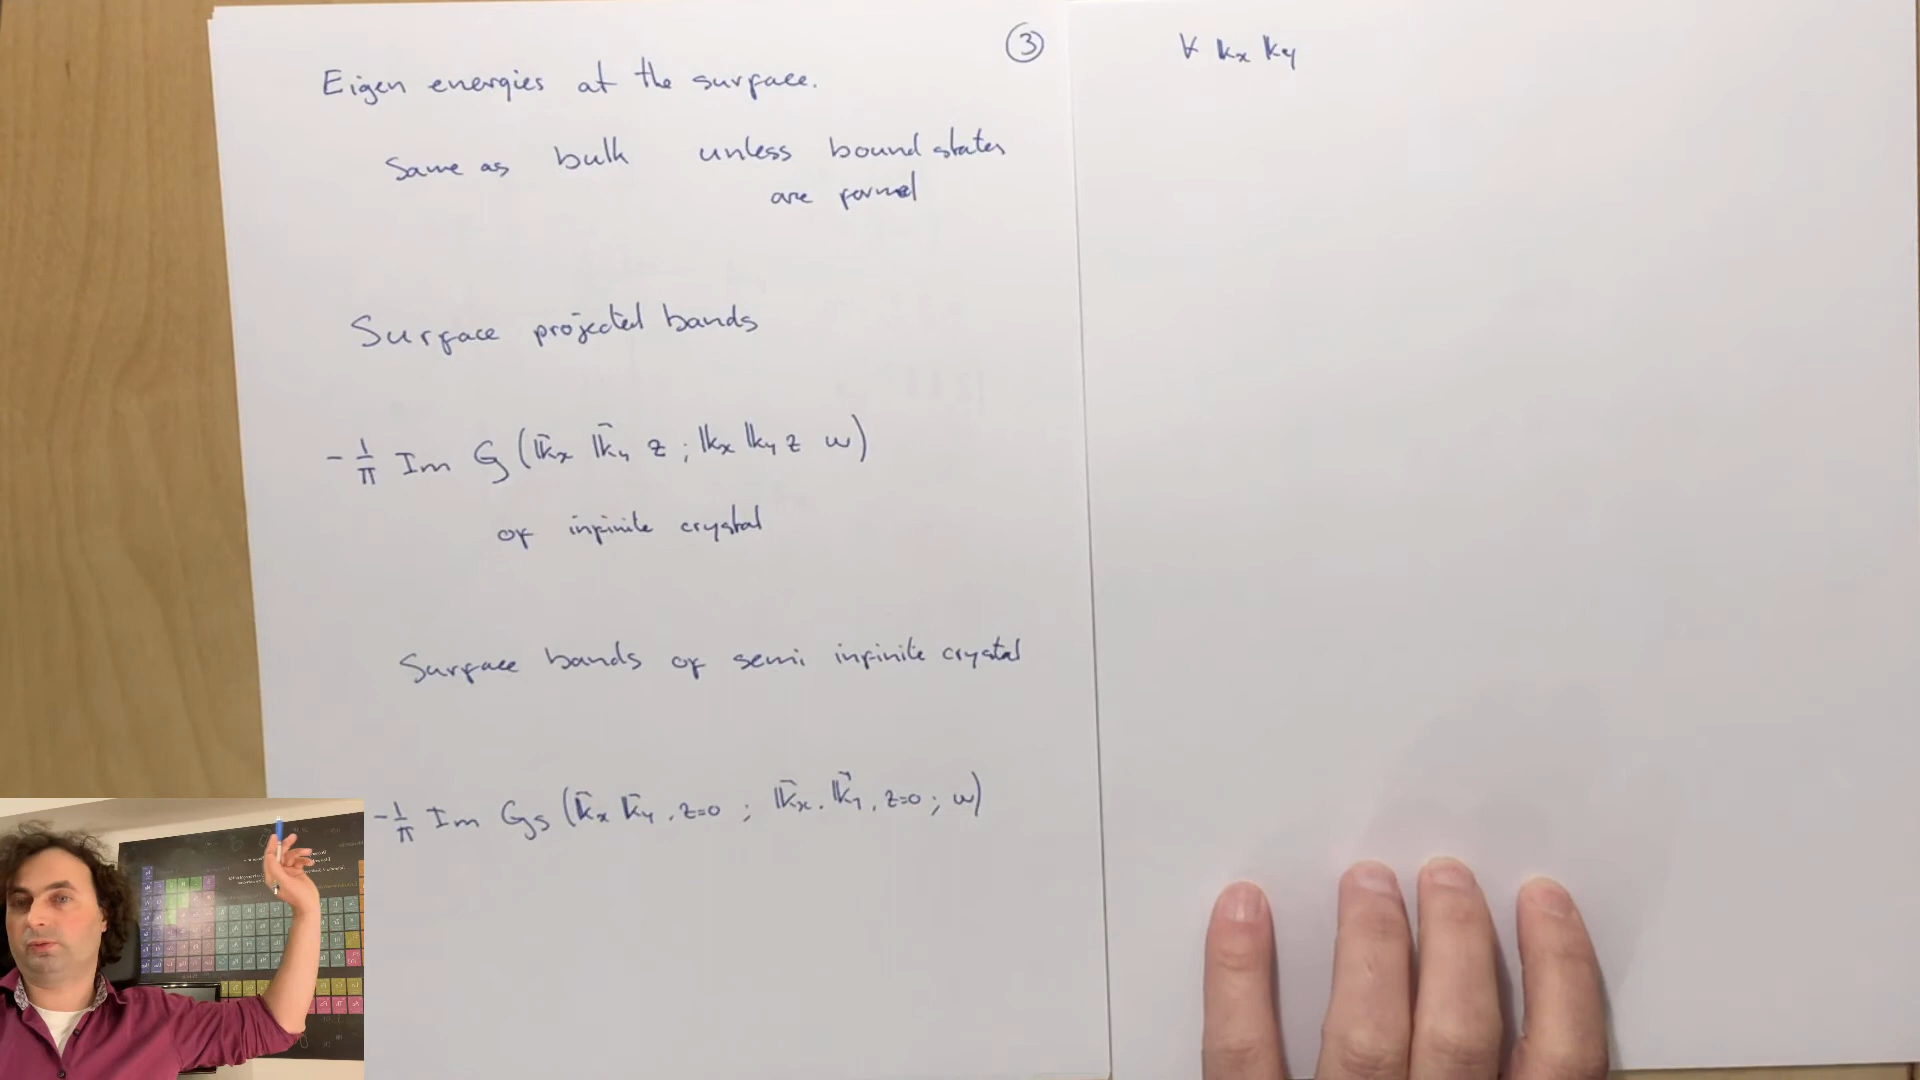 ③
Eigen energies at the surface.
Same as bulk unless bound states
are formed
Surface projected bands
-1/π Im G(k̄x k̄y z ; kx ky z ω)
of infinite crystal
Surface bands of semi infinite crystal
-1/π Im Gs (k̄x k̄y, z=0 ; k̄x, k̄y, z=0 ; ω)
∀ kx ky